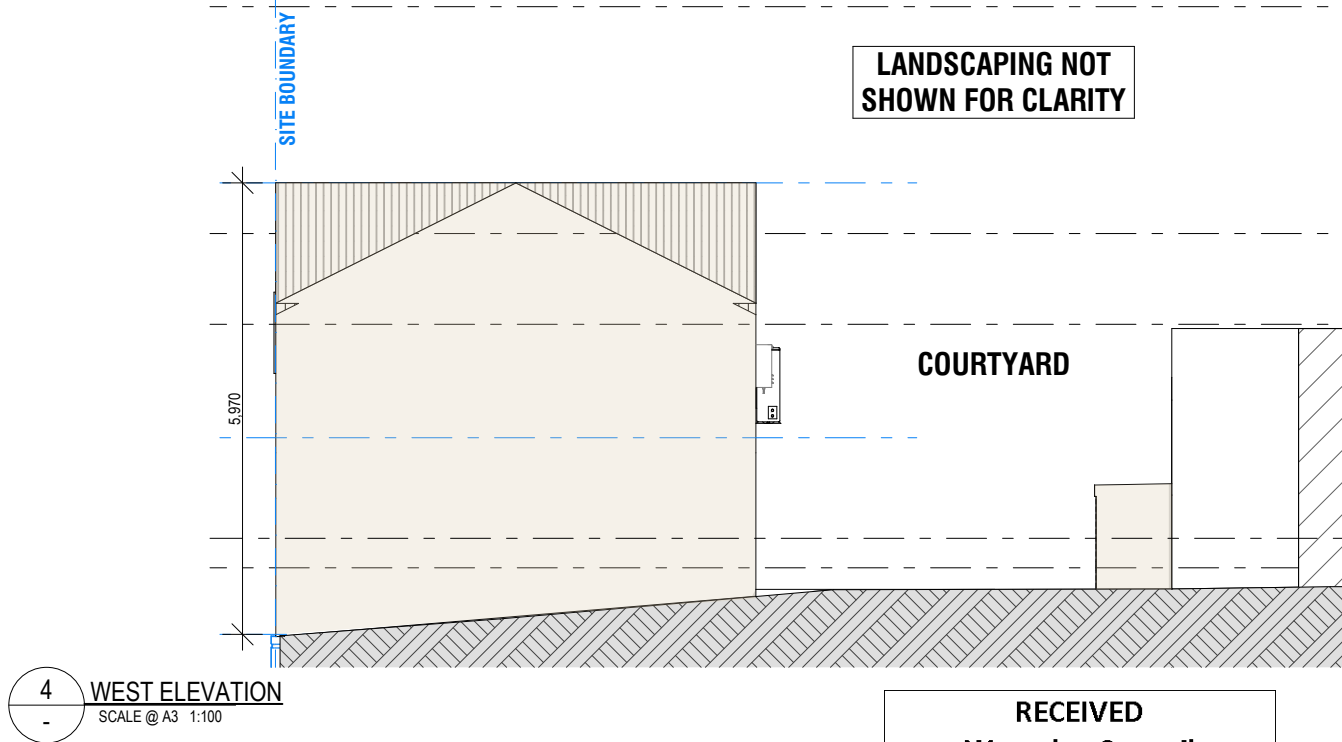 SITE BOUNDARY
LANDSCAPING NOT
SHOWN FOR CLARITY
COURTYARD
5,970
4
-
WEST ELEVATION
SCALE @ A3 1:100
RECEIVED